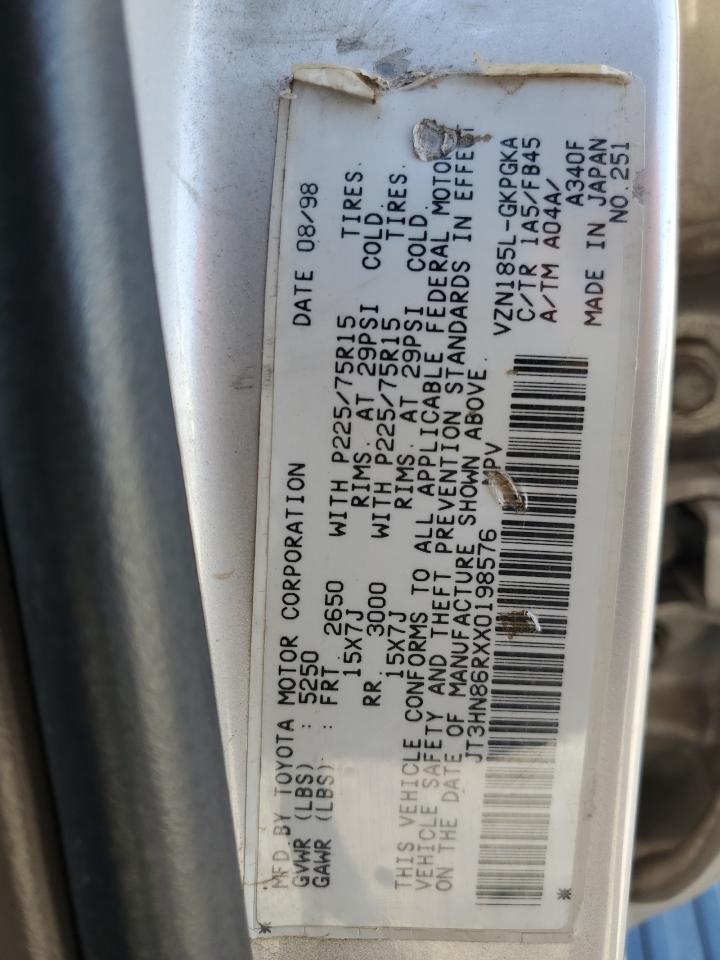 MFD.BY TOYOTA MOTOR CORPORATION DATE 08/98
GVWR (LBS) : 5250
GAWR (LBS) : FRT. 2650 WITH P225/75R15 TIRES.
15X7J RIMS. AT 29PSI COLD.
RR. 3000 WITH P225/75R15 TIRES.
15X7J RIMS. AT 29PSI COLD.
THIS VEHICLE CONFORMS TO ALL APPLICABLE FEDERAL MOTOR
VEHICLE SAFETY AND THEFT PREVENTION STANDARDS IN EFFECT
ON THE DATE OF MANUFACTURE SHOWN ABOVE.
JT3HN86RXX0198576 MPV
VZN185L-GKPGKA
C/TR 1A5/FB45
A/TM A04A/
A340F
MADE IN JAPAN
NO.251